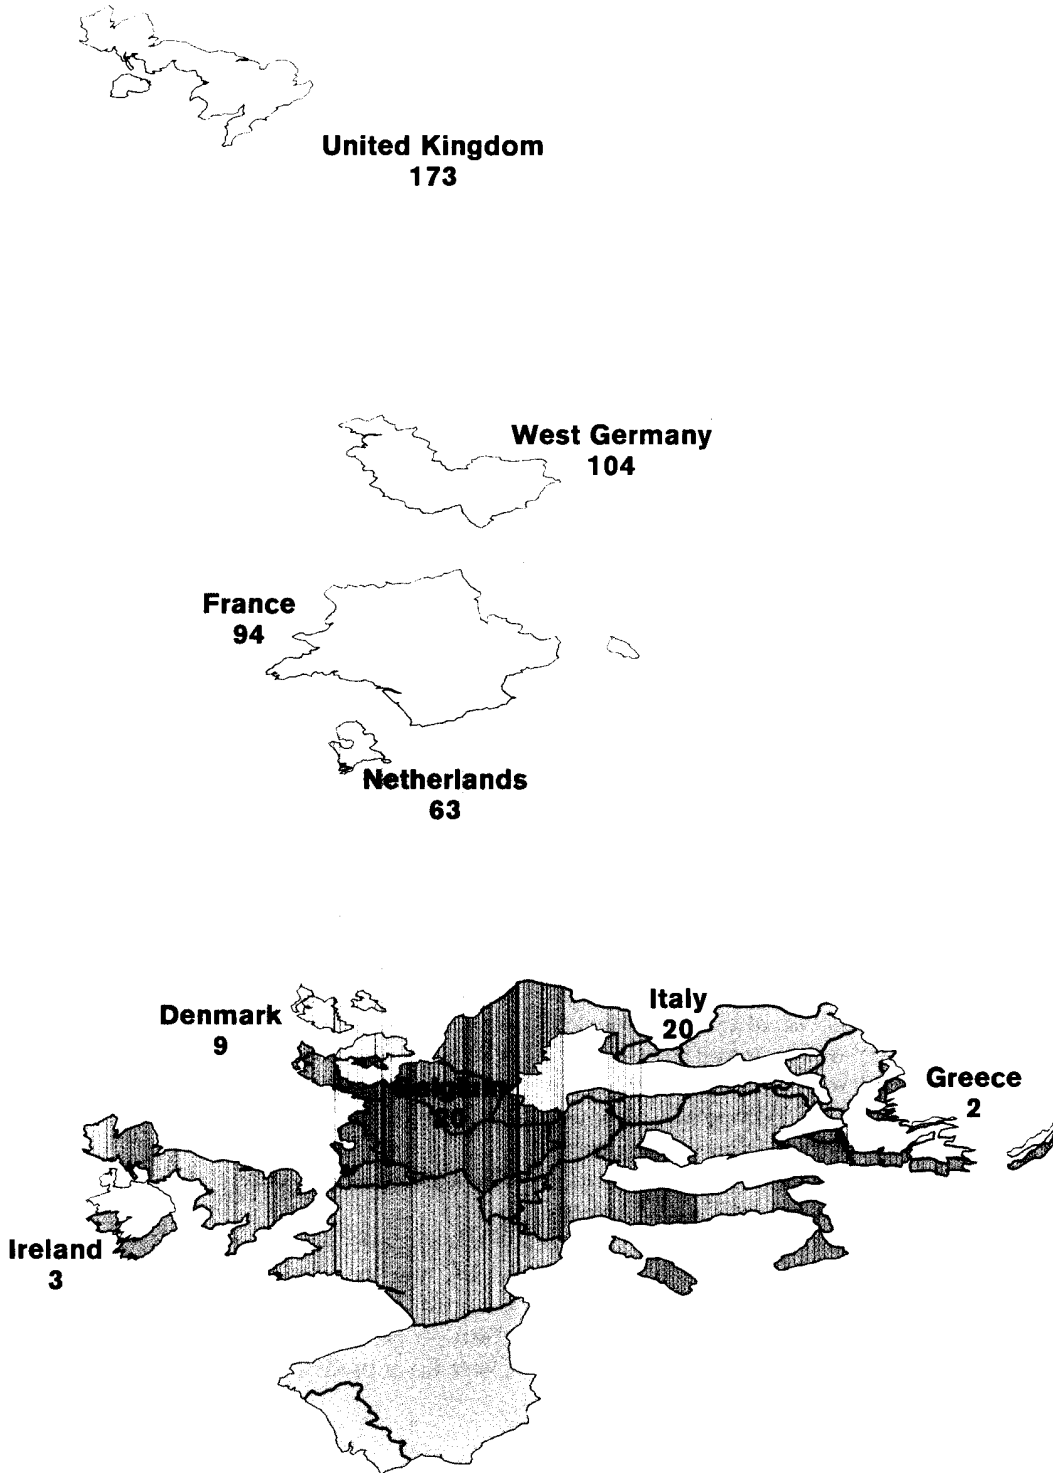 United Kingdom
173
West Germany
104
France
94
Netherlands
63
Denmark
9
Italy
20
Greece
2
Ireland
3